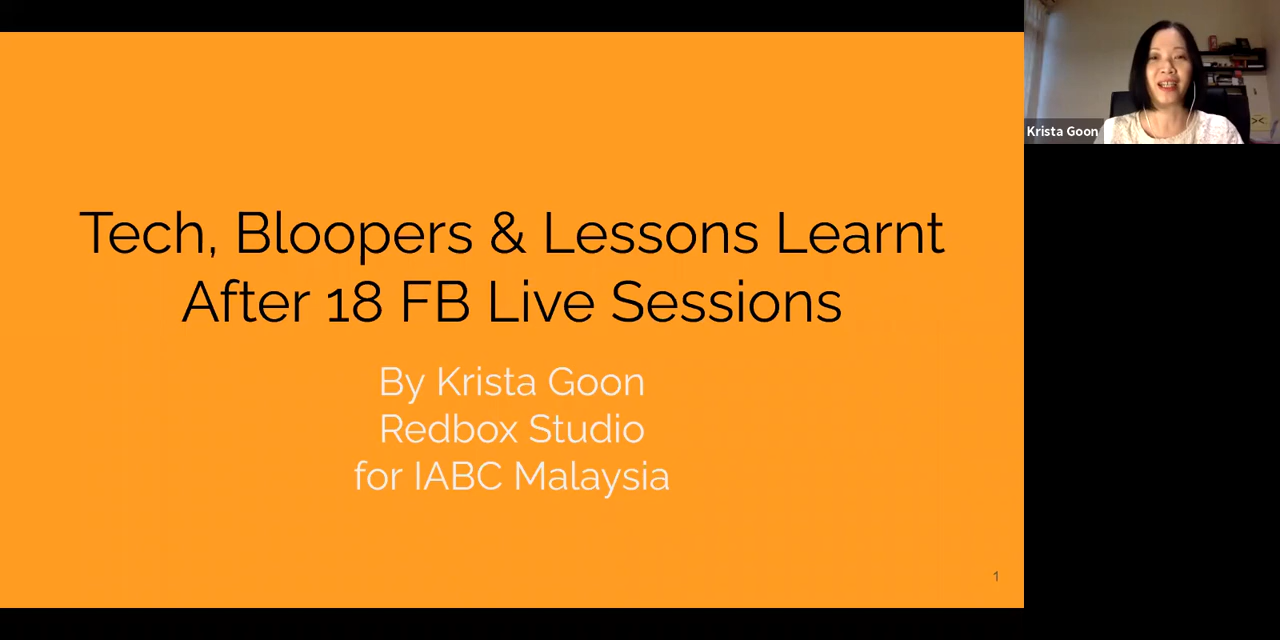 Tech, Bloopers & Lessons Learnt
After 18 FB Live Sessions
By Krista Goon
Redbox Studio
for IABC Malaysia
1
Krista Goon